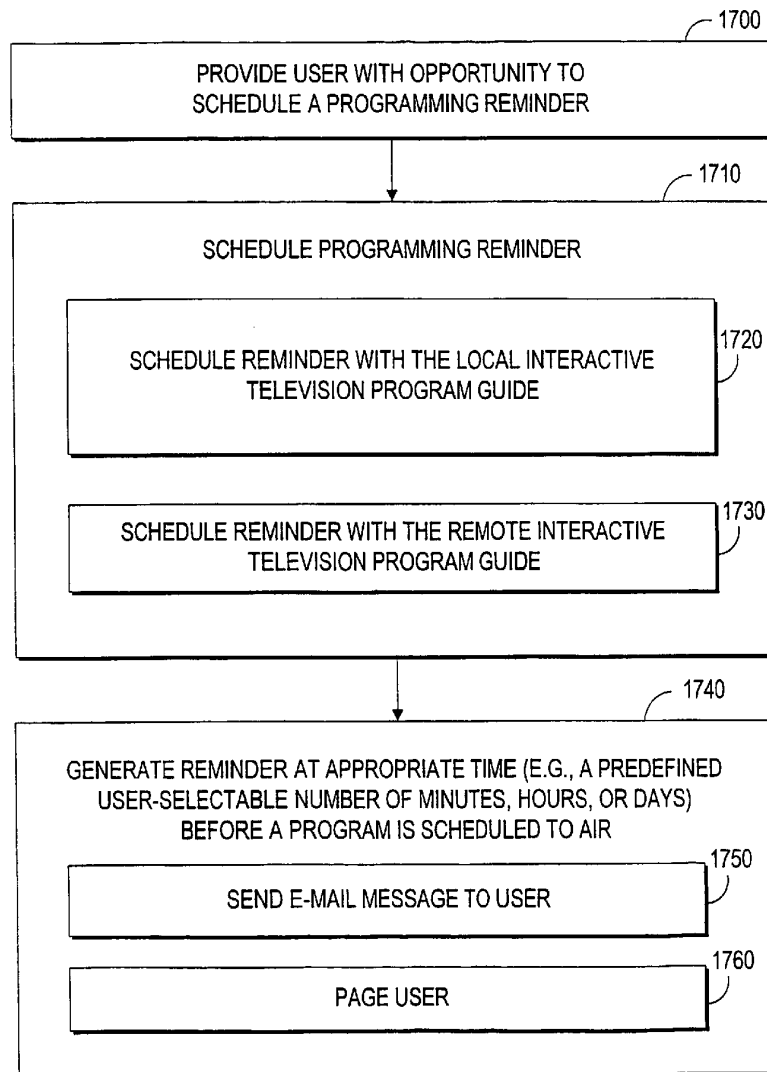 1700
PROVIDE USER WITH OPPORTUNITY TO
SCHEDULE A PROGRAMMING REMINDER
1710
SCHEDULE PROGRAMMING REMINDER
1720
SCHEDULE REMINDER WITH THE LOCAL INTERACTIVE
TELEVISION PROGRAM GUIDE
1730
SCHEDULE REMINDER WITH THE REMOTE INTERACTIVE
TELEVISION PROGRAM GUIDE
1740
GENERATE REMINDER AT APPROPRIATE TIME (E.G., A PREDEFINED
USER-SELECTABLE NUMBER OF MINUTES, HOURS, OR DAYS)
BEFORE A PROGRAM IS SCHEDULED TO AIR
1750
SEND E-MAIL MESSAGE TO USER
1760
PAGE USER